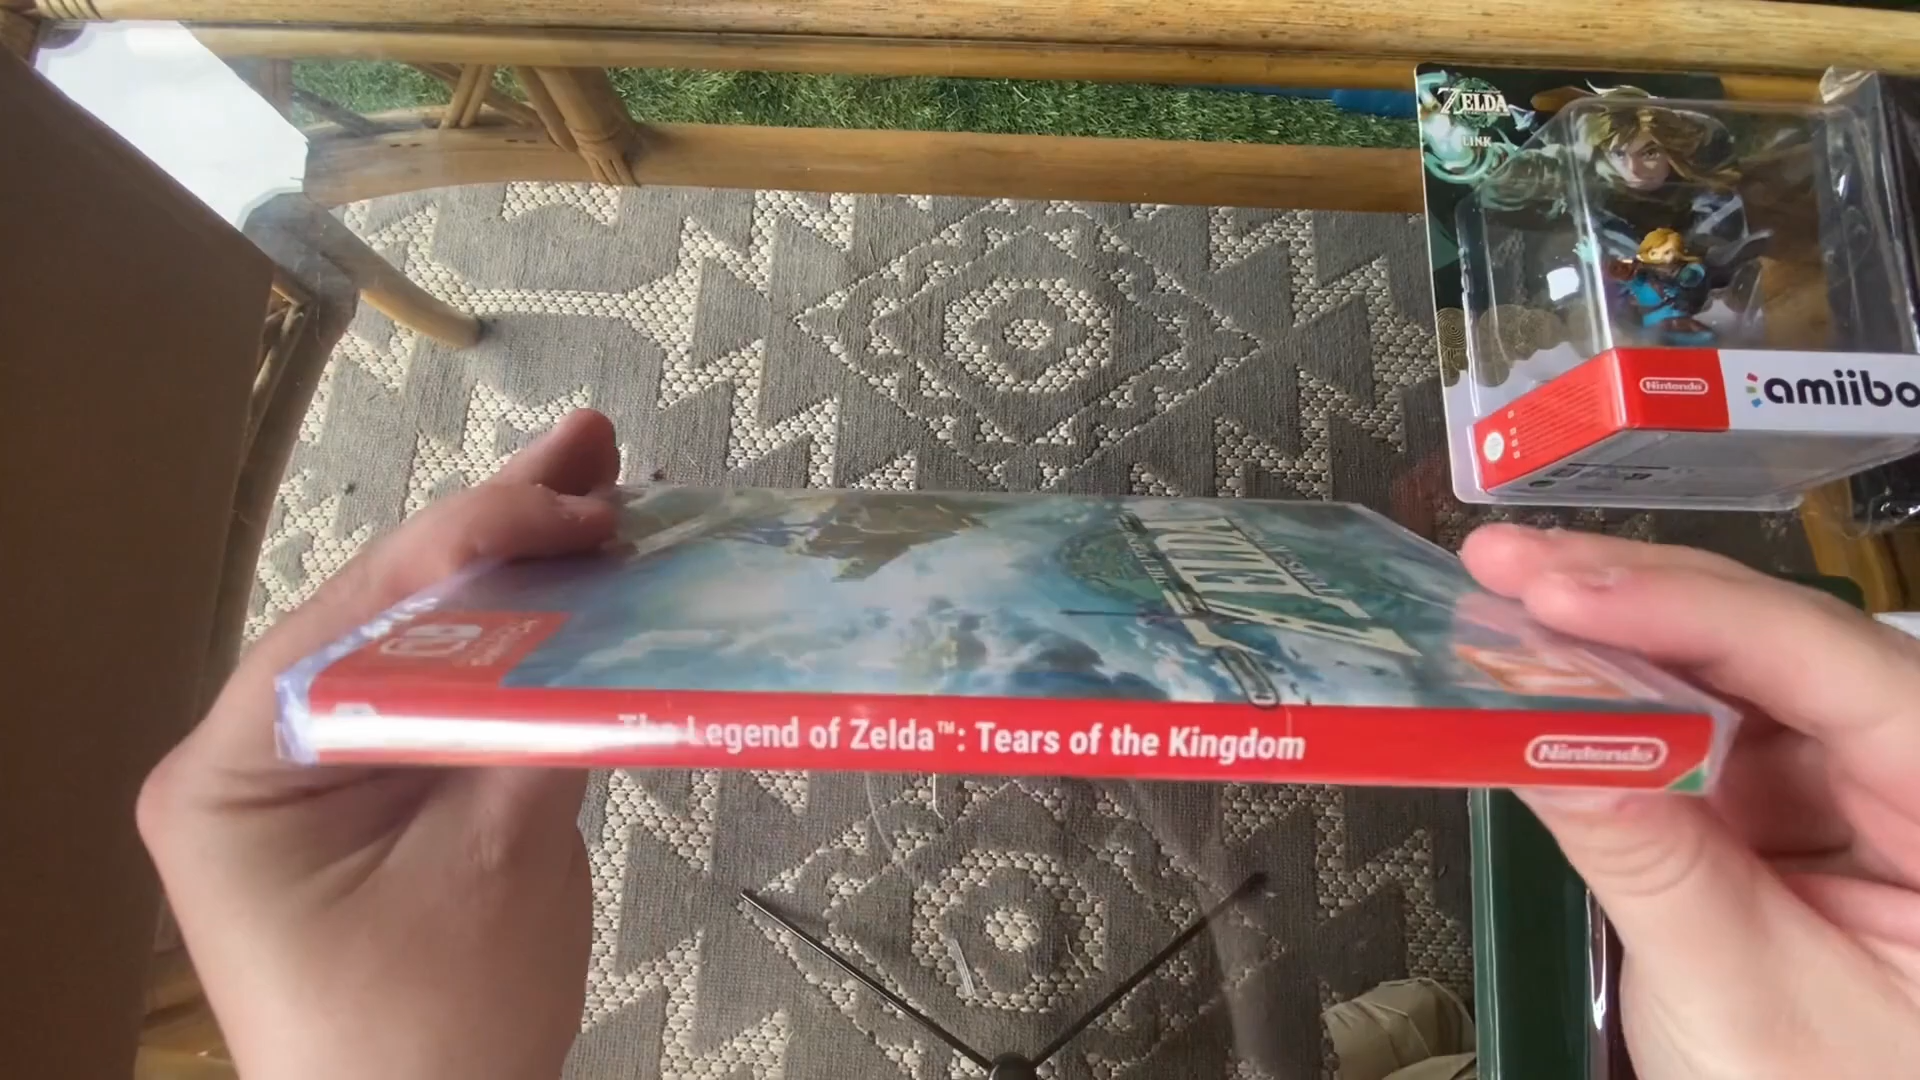 ZELDA
LINK
Nintendo
amiibo
ZELDA
The Legend of Zelda™: Tears of the Kingdom
Nintendo